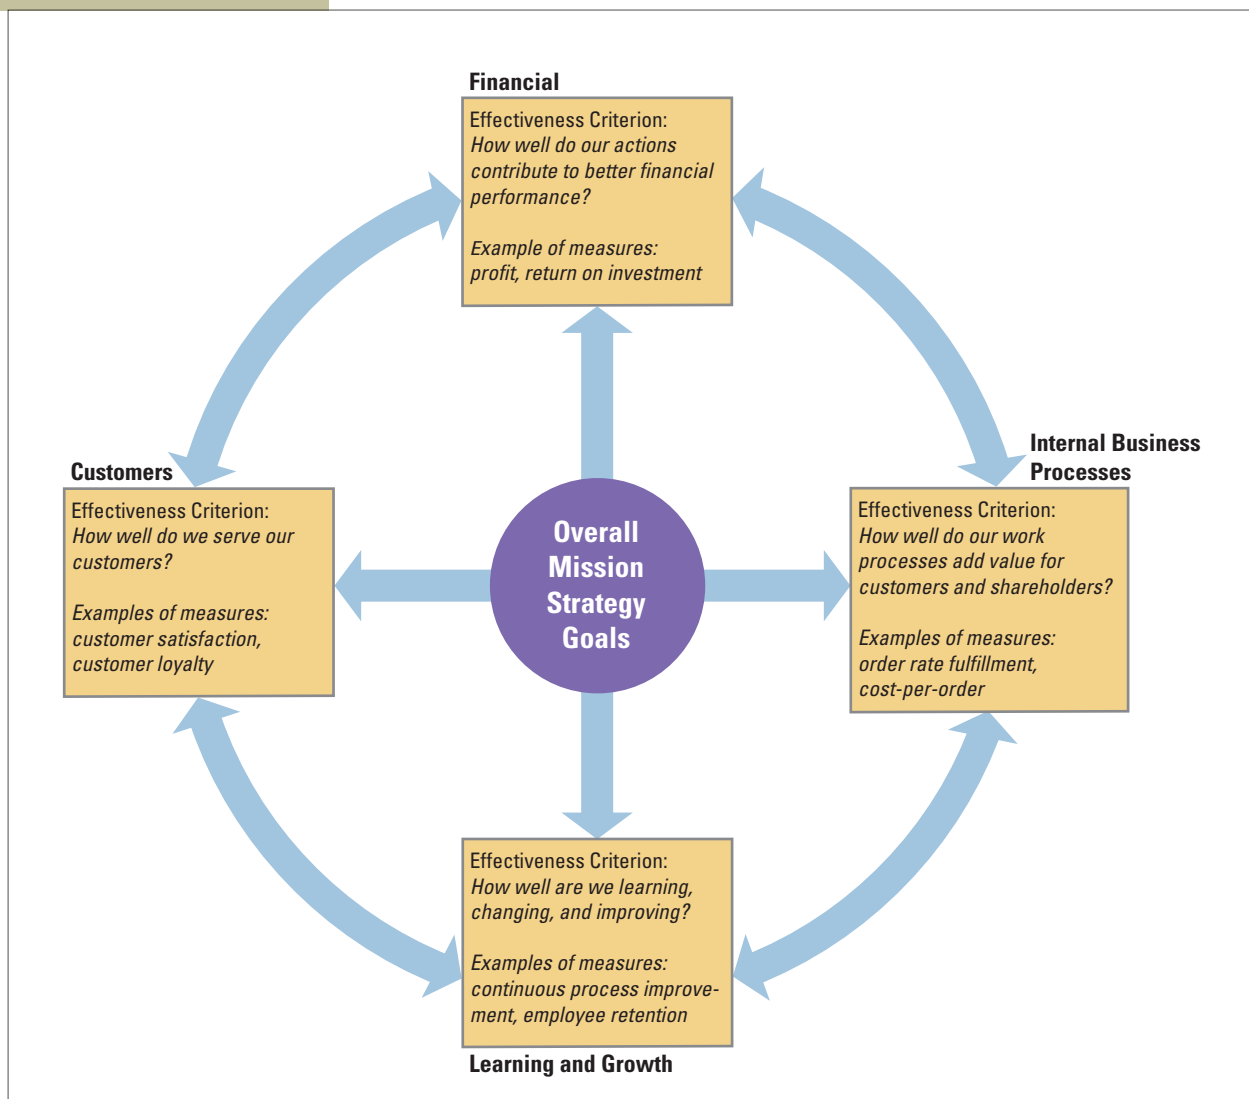 Financial
Effectiveness Criterion:
How well do our actions
contribute to better financial
performance?
Example of measures:
profit, return on investment
Customers
Effectiveness Criterion:
How well do we serve our
customers?
Examples of measures:
customer satisfaction,
customer loyalty
Overall
Mission
Strategy
Goals
Internal Business
Processes
Effectiveness Criterion:
How well do our work
processes add value for
customers and shareholders?
Examples of measures:
order rate fulfillment,
cost-per-order
Effectiveness Criterion:
How well are we learning,
changing, and improving?
Examples of measures:
continuous process improve-
ment, employee retention
Learning and Growth